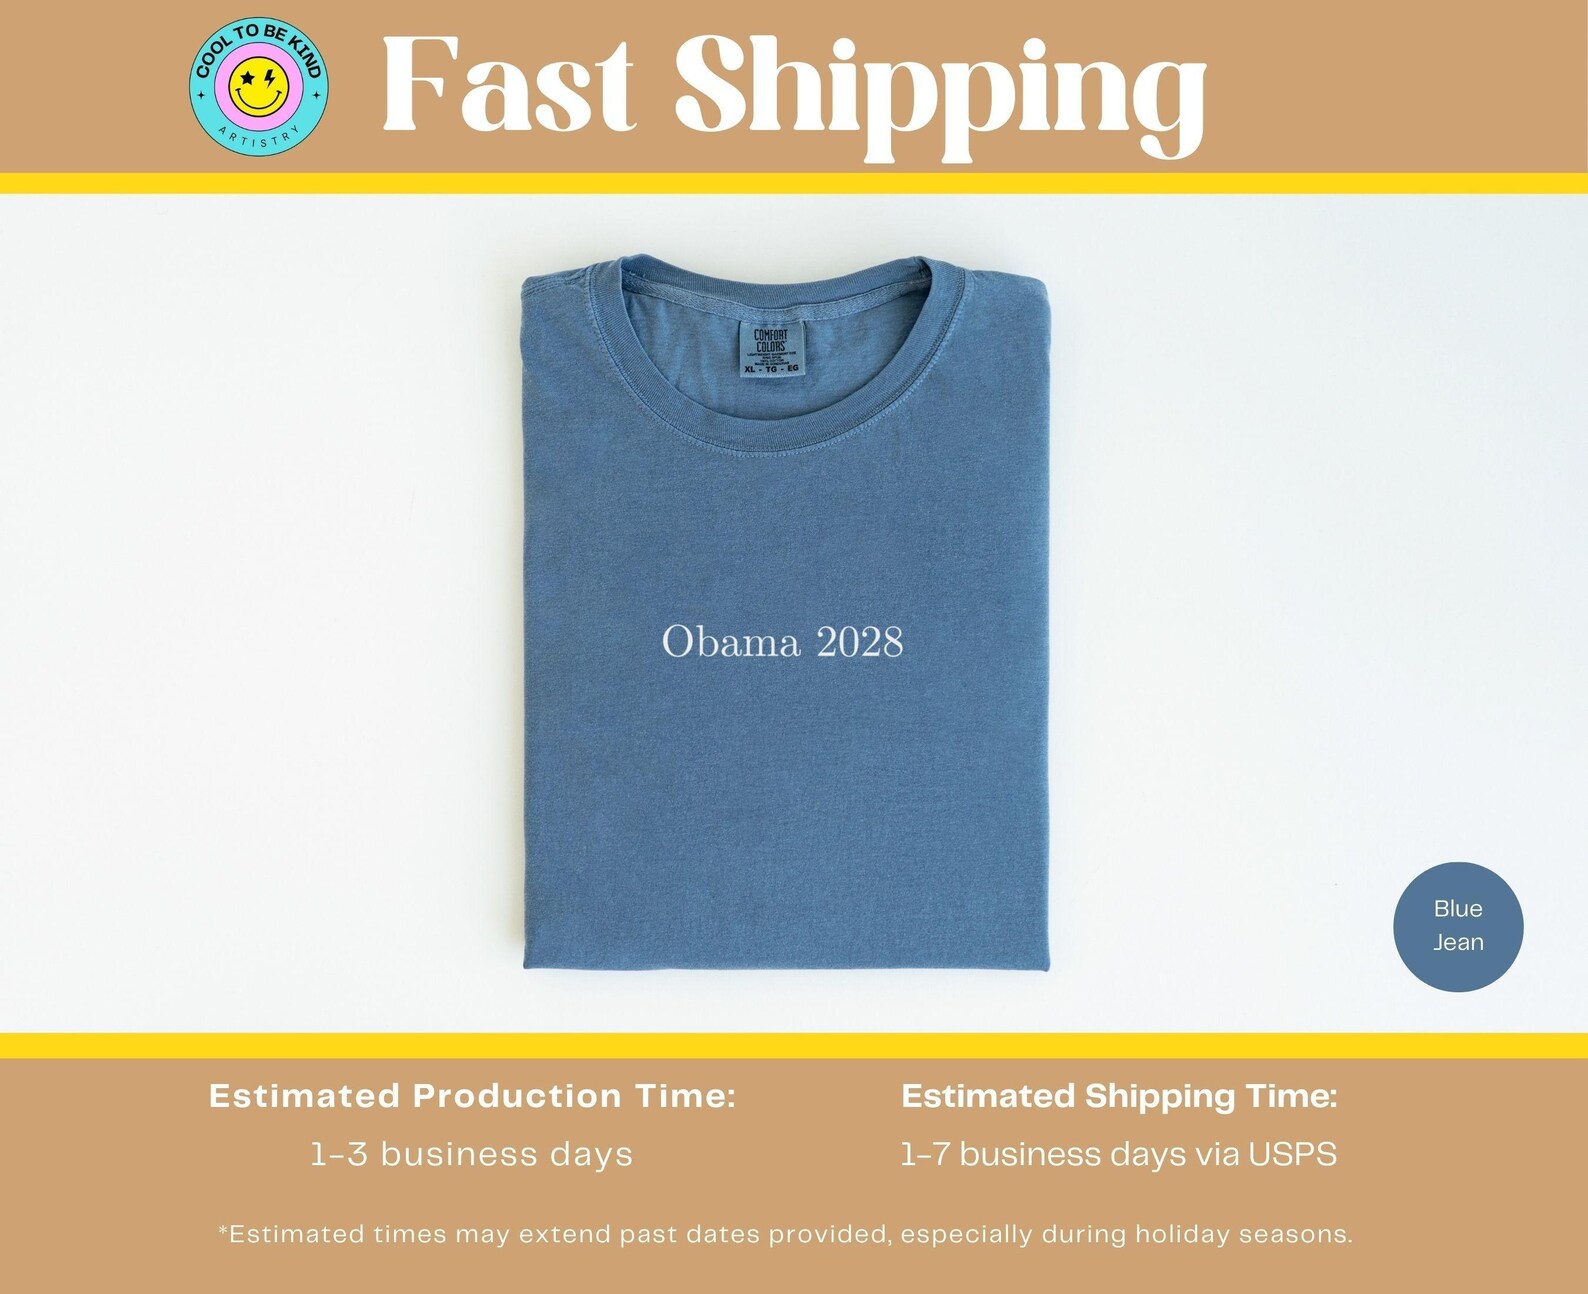 COOL TO BE KIND
ARTISTRY
Fast Shipping
COMFORT
COLORS
XL - TG - EG
Obama 2028
Blue
Jean
Estimated Production Time:
1-3 business days
Estimated Shipping Time:
1-7 business days via USPS
*Estimated times may extend past dates provided, especially during holiday seasons.